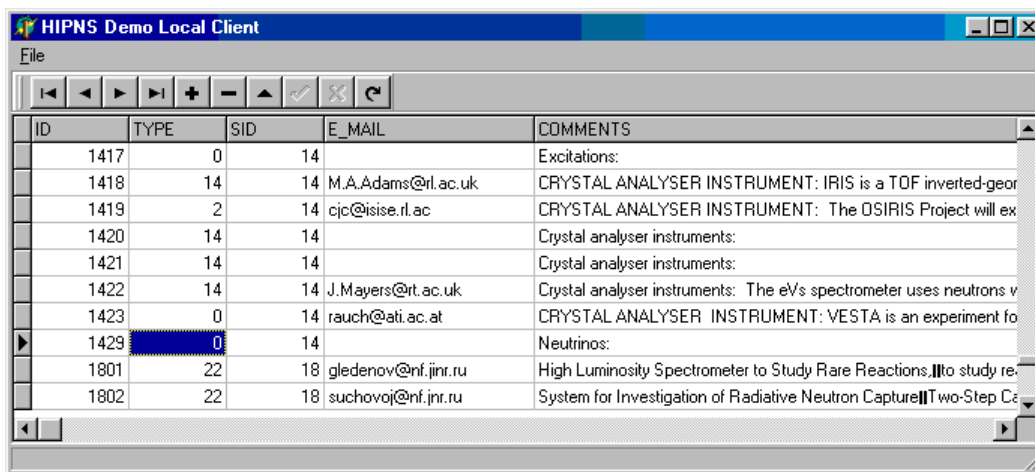 HIPNS Demo Local Client
File
ID TYPE SID E_MAIL COMMENTS
1417 0 14 Excitations:
1418 14 14 M.A.Adams@rl.ac.uk CRYSTAL ANALYSER INSTRUMENT: IRIS is a TOF inverted-geor
1419 2 14 cjc@isise.rl.ac CRYSTAL ANALYSER INSTRUMENT: The OSIRIS Project will ex
1420 14 14 Crystal analyser instruments:
1421 14 14 Crystal analyser instruments:
1422 14 14 J.Mayers@rt.ac.uk Crystal analyser instruments: The eVs spectrometer uses neutrons w
1423 0 14 rauch@ati.ac.at CRYSTAL ANALYSER INSTRUMENT: VESTA is an experiment fo
1429 0 14 Neutrinos:
1801 22 18 gledenov@nf.jinr.ru High Luminosity Spectrometer to Study Rare Reactions,||to study re
1802 22 18 suchovoj@nf.jnr.ru System for Investigation of Radiative Neutron Capture||Two-Step Ca